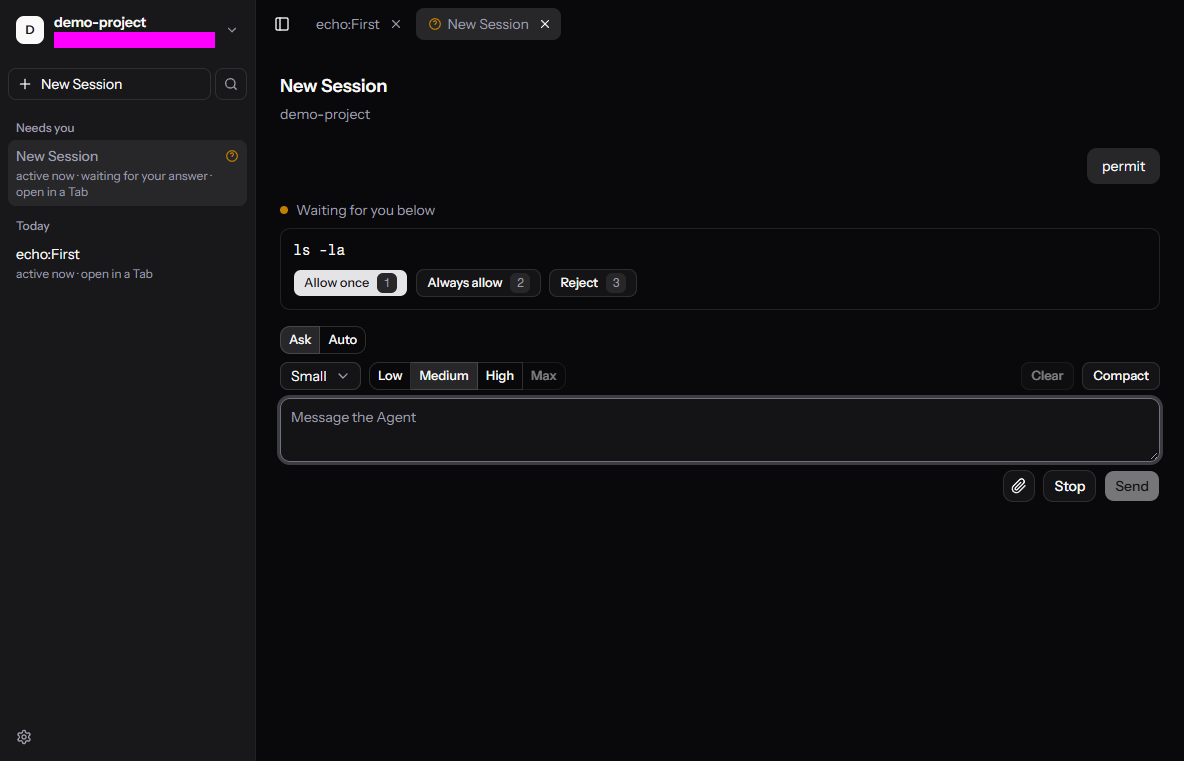 D
demo-project
New Session
Needs you
New Session
active now · waiting for your answer ·
open in a Tab
Today
echo:First
active now · open in a Tab
echo:First
New Session
New Session
demo-project
permit
Waiting for you below
ls -la
Allow once 1 Always allow 2 Reject 3
Ask Auto
Small Low Medium High Max Clear Compact
Message the Agent
Stop Send